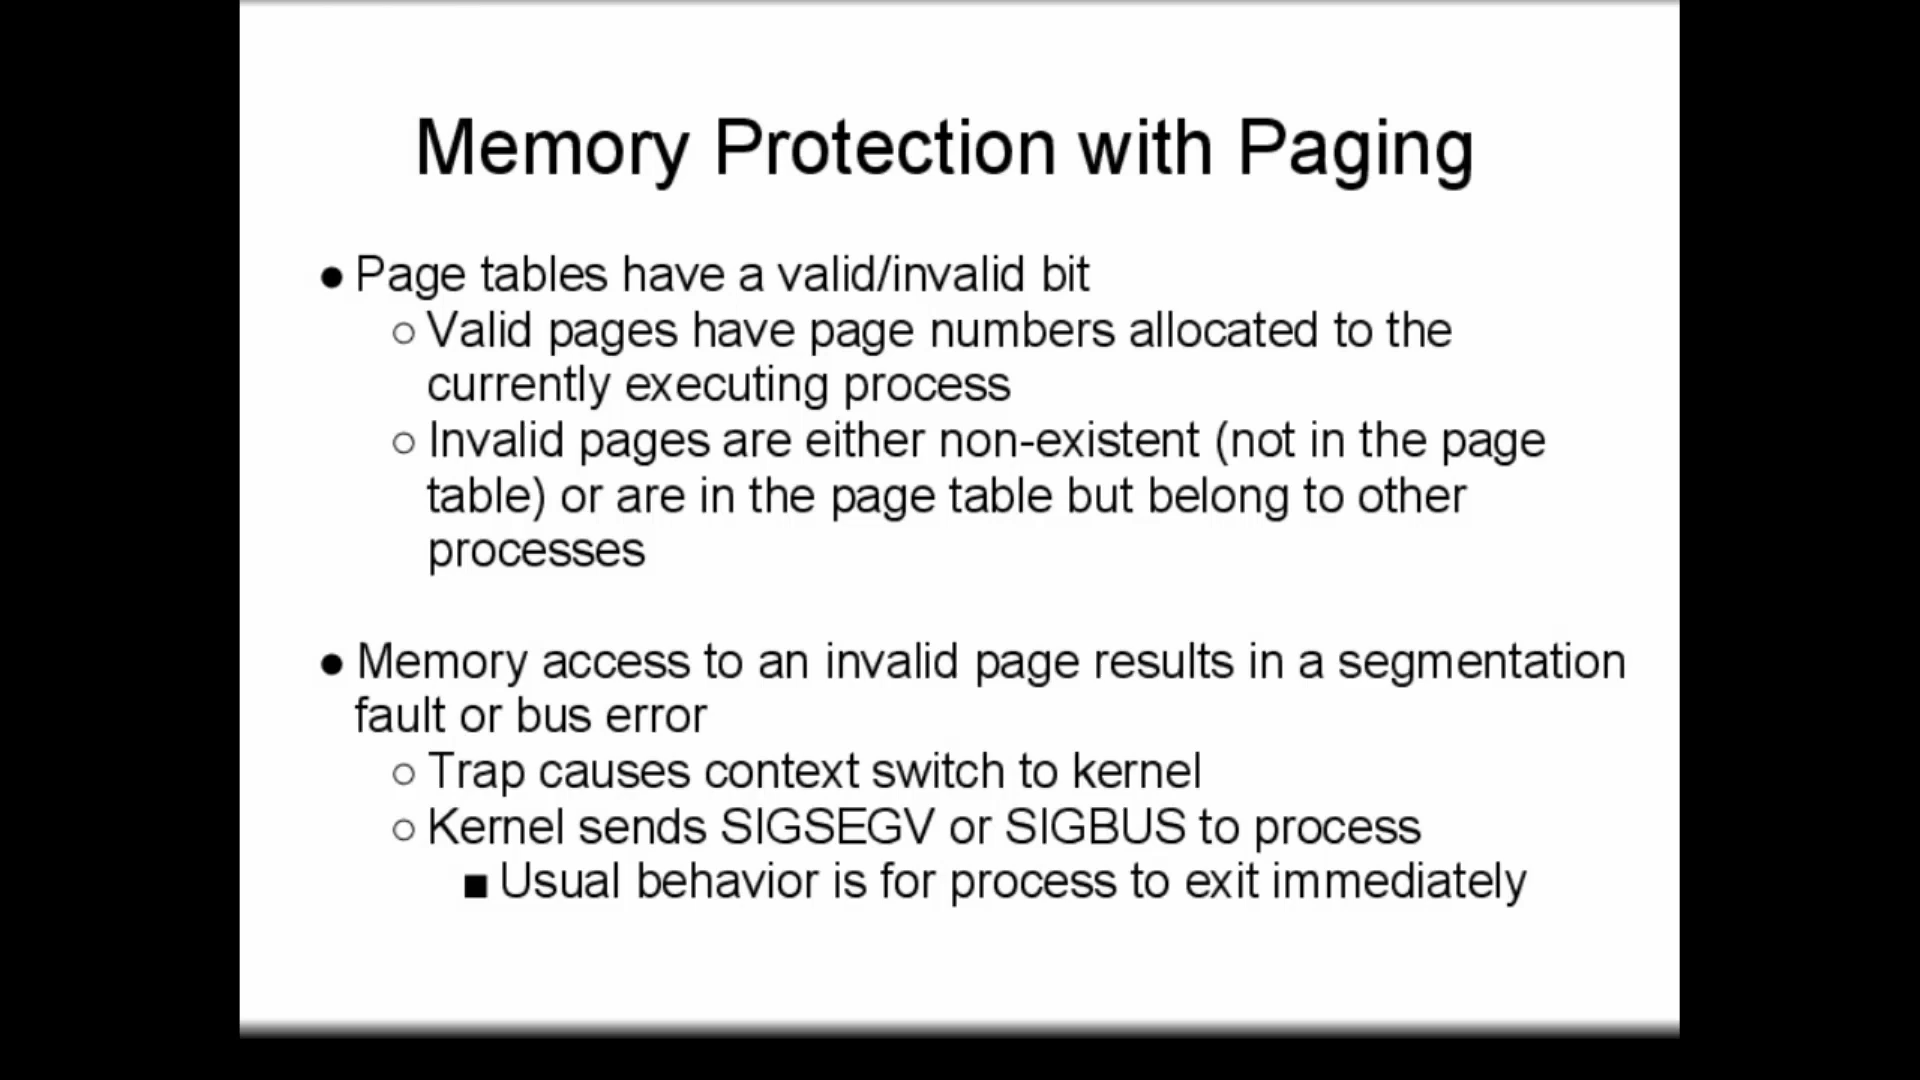 Memory Protection with Paging
● Page tables have a valid/invalid bit
○ Valid pages have page numbers allocated to the
currently executing process
○ Invalid pages are either non-existent (not in the page
table) or are in the page table but belong to other
processes
● Memory access to an invalid page results in a segmentation
fault or bus error
○ Trap causes context switch to kernel
○ Kernel sends SIGSEGV or SIGBUS to process
■ Usual behavior is for process to exit immediately